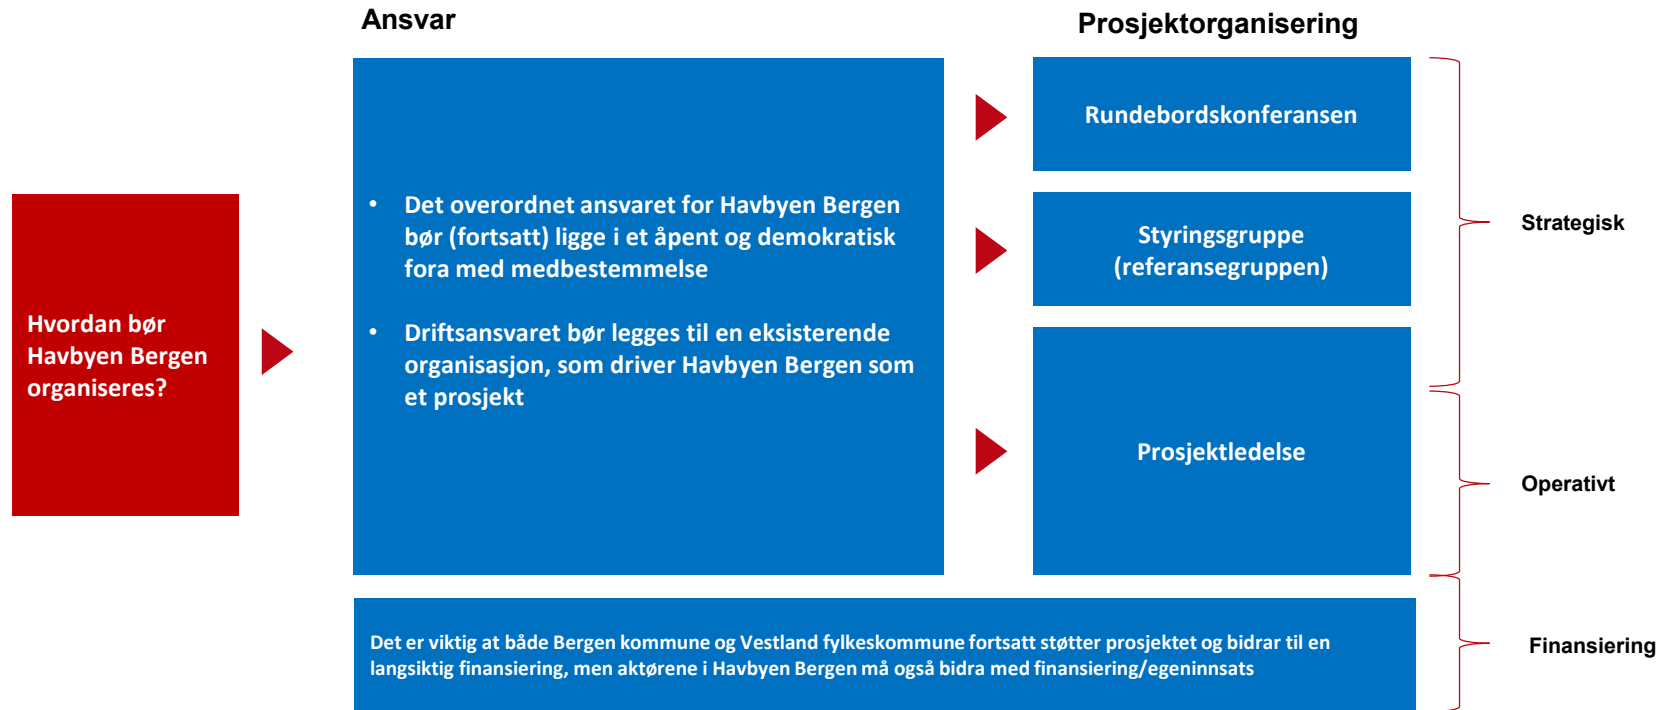 Ansvar
Prosjektorganisering
Hvordan bør
Havbyen Bergen
organiseres?
• Det overordnet ansvaret for Havbyen Bergen
bør (fortsatt) ligge i et åpent og demokratisk
fora med medbestemmelse
• Driftsansvaret bør legges til en eksisterende
organisasjon, som driver Havbyen Bergen som
et prosjekt
Rundebordskonferansen
Styringsgruppe
(referansegruppen)
Prosjektledelse
Strategisk
Operativt
Det er viktig at både Bergen kommune og Vestland fylkeskommune fortsatt støtter prosjektet og bidrar til en
langsiktig finansiering, men aktørene i Havbyen Bergen må også bidra med finansiering/egeninnsats
Finansiering